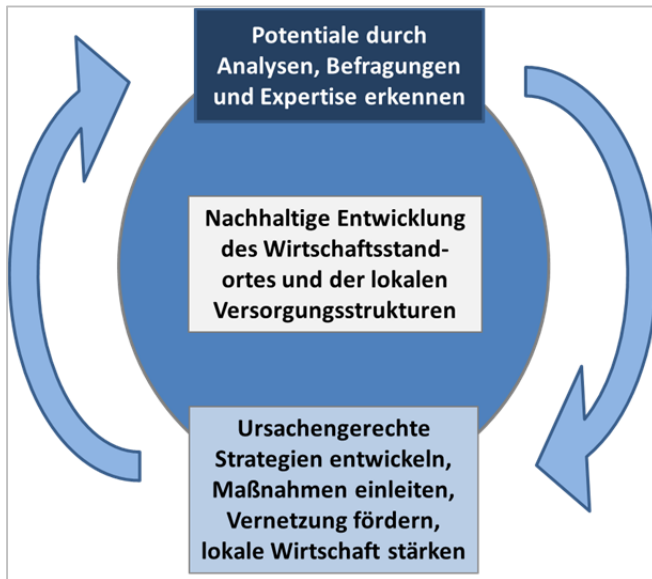 Potentiale durch
Analysen, Befragungen
und Expertise erkennen
Nachhaltige Entwicklung
des Wirtschaftsstand-
ortes und der lokalen
Versorgungsstrukturen
Ursachengerechte
Strategien entwickeln,
Maßnahmen einleiten,
Vernetzung fördern,
lokale Wirtschaft stärken